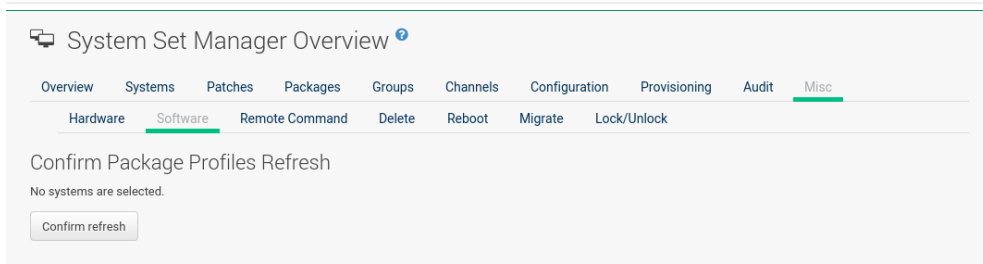 System Set Manager Overview ?
Overview Systems Patches Packages Groups Channels Configuration Provisioning Audit Misc
Hardware Software Remote Command Delete Reboot Migrate Lock/Unlock
Confirm Package Profiles Refresh
No systems are selected.
Confirm refresh